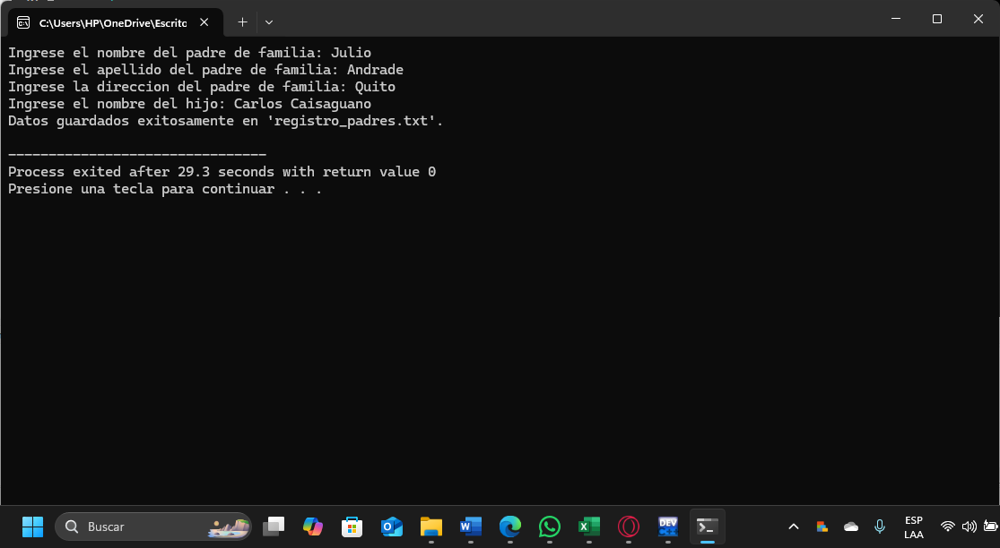 C:\Users\HP\OneDrive\Escrito
Ingrese el nombre del padre de familia: Julio
Ingrese el apellido del padre de familia: Andrade
Ingrese la direccion del padre de familia: Quito
Ingrese el nombre del hijo: Carlos Caisaguano
Datos guardados exitosamente en 'registro_padres.txt'.
--------------------------------
Process exited after 29.3 seconds with return value 0
Presione una tecla para continuar . . .
Buscar
DEV
ESP
LAA